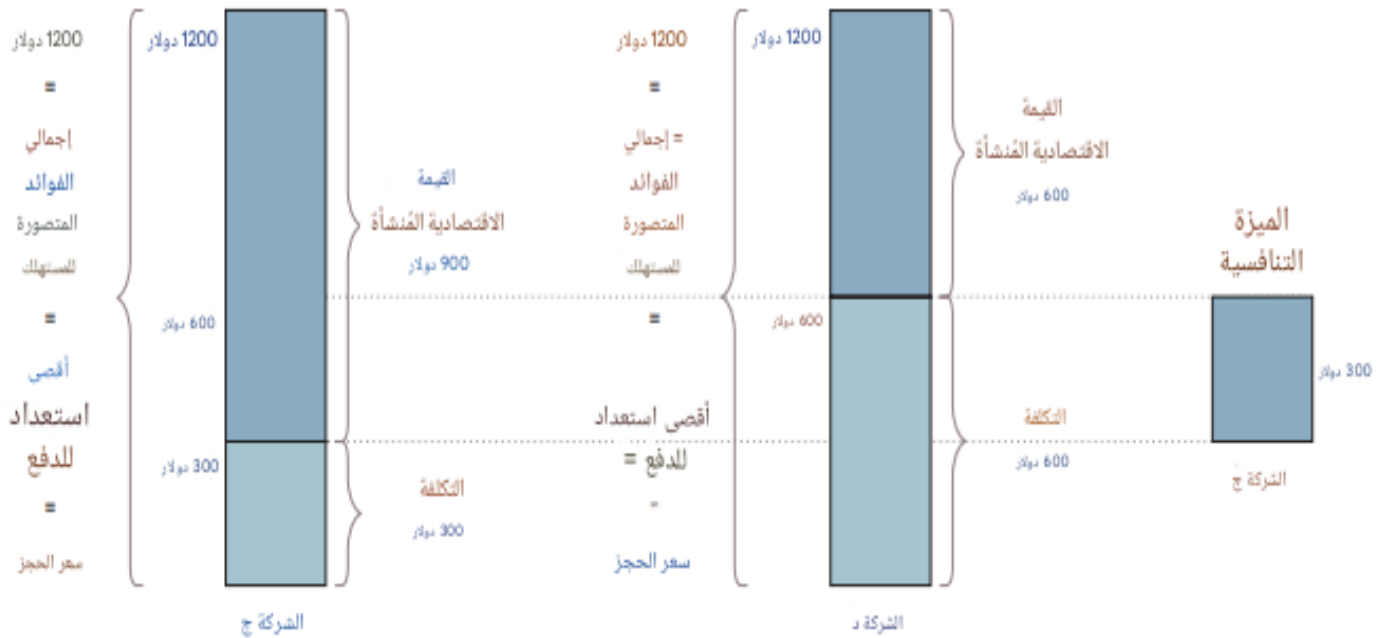 1200 دولار
=
إجمالي
الفوائد
المتصورة
للمستهلك
=
أقصى
استعداد
للدفع
=
سعر الحجز
1200 دولار
600 دولار
300 دولار
القيمة
الاقتصادية المُنشأة
900 دولار
التكلفة
300 دولار
الشركة ج
1200 دولار
=
= إجمالي
الفوائد
المتصورة
للمستهلك
=
أقصى استعداد
للدفع =
-
سعر الحجز
1200 دولار
600 دولار
القيمة
الاقتصادية المُنشأة
600 دولار
التكلفة
600 دولار
الشركة د
الميزة
التنافسية
300 دولار
الشركة ج